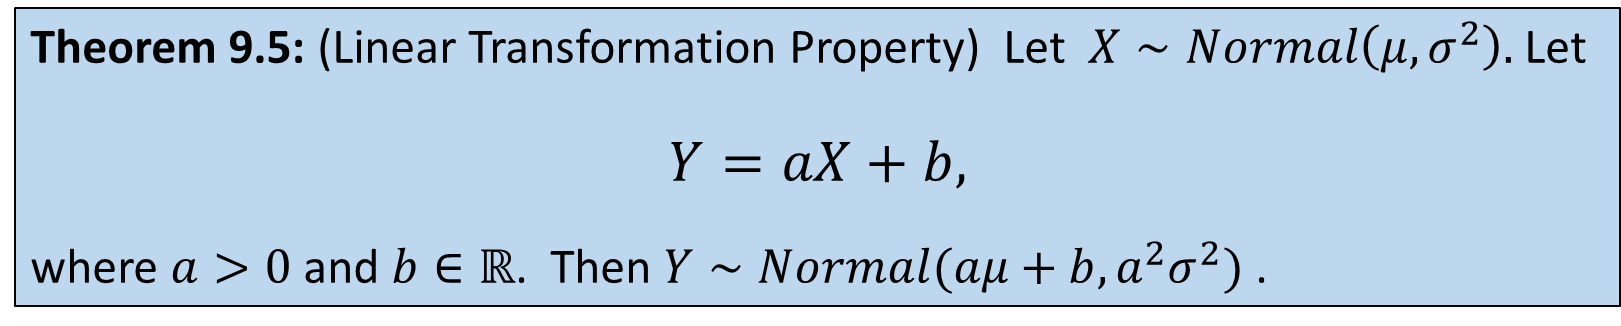 Theorem 9.5: (Linear Transformation Property) Let X ~ Normal(μ, σ²). Let
Y = aX + b,
where a > 0 and b ∈ ℝ. Then Y ~ Normal(aμ + b, a²σ²) .